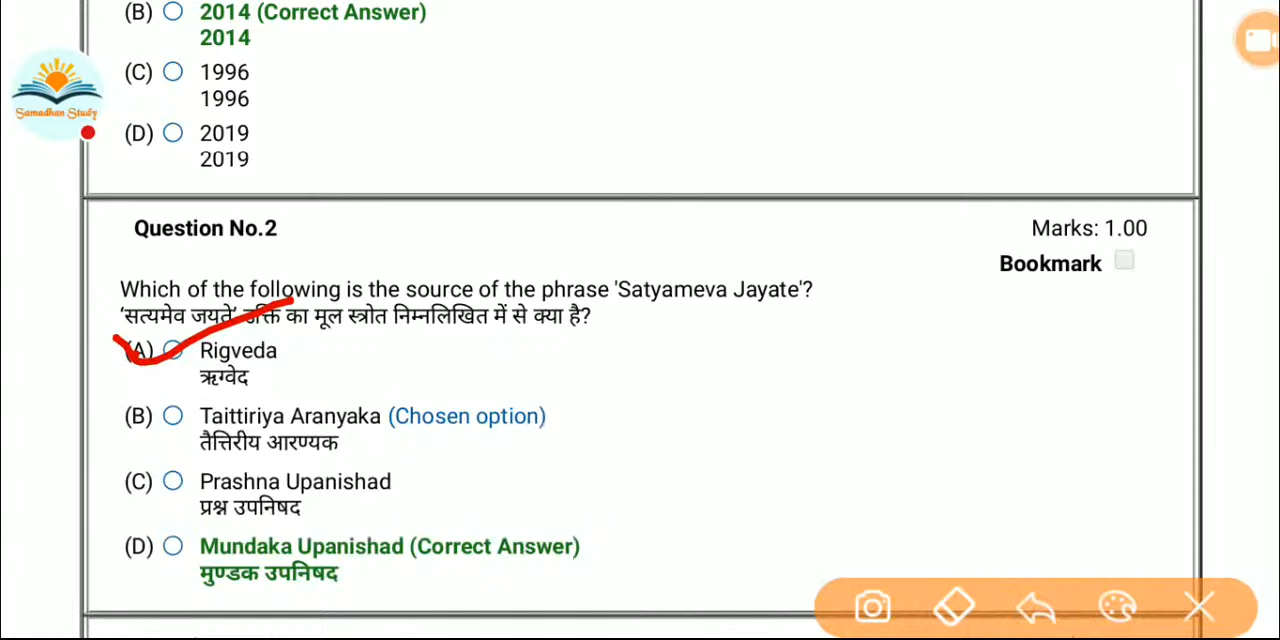 (B) 2014 (Correct Answer)
2014
Samadhan Study
(C) 1996
1996
(D) 2019
2019
Question No.2 Marks: 1.00
Bookmark
Which of the following is the source of the phrase 'Satyameva Jayate'?
'सत्यमेव जयते' उक्ति का मूल स्त्रोत निम्नलिखित में से क्या है?
(A) Rigveda
ऋग्वेद
(B) Taittiriya Aranyaka (Chosen option)
तैत्तिरीय आरण्यक
(C) Prashna Upanishad
प्रश्न उपनिषद
(D) Mundaka Upanishad (Correct Answer)
मुण्डक उपनिषद